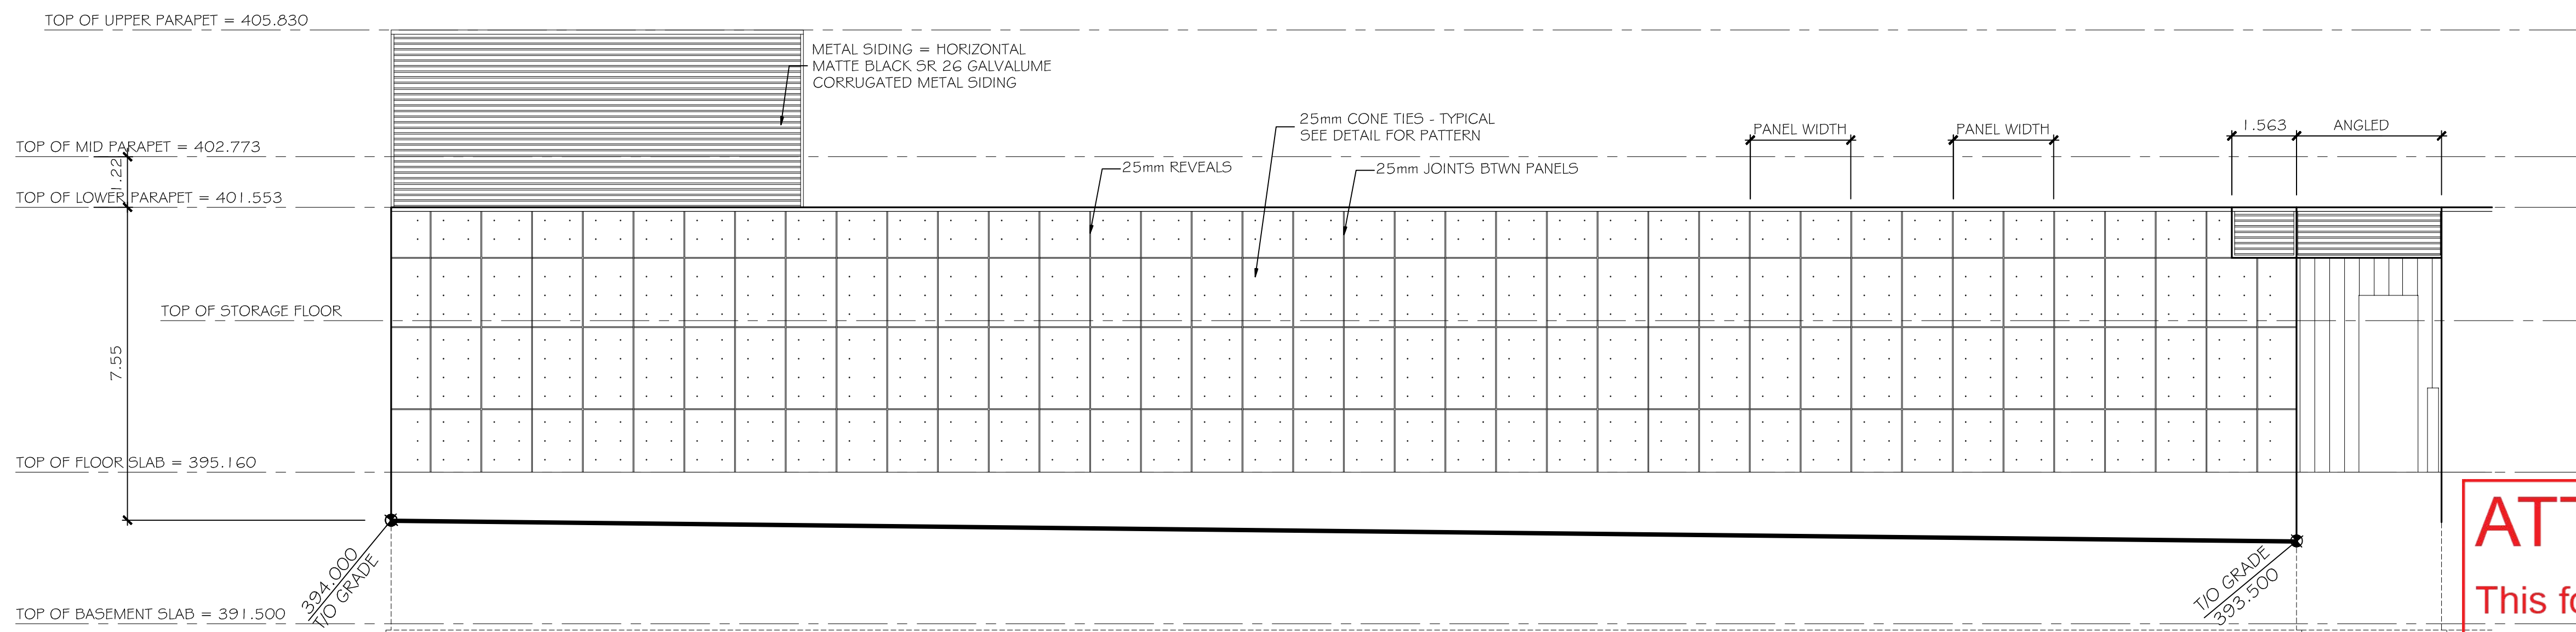 TOP OF UPPER PARAPET = 405.830
METAL SIDING = HORIZONTAL
MATTE BLACK SR 26 GALVALUME
CORRUGATED METAL SIDING
25mm CONE TIES - TYPICAL
SEE DETAIL FOR PATTERN
PANEL WIDTH
PANEL WIDTH
1.563
ANGLED
TOP OF MID PARAPET = 402.773
1.22
25mm REVEALS
25mm JOINTS BTWN PANELS
TOP OF LOWER PARAPET = 401.553
TOP OF STORAGE FLOOR
7.55
TOP OF FLOOR SLAB = 395.160
394.000
T/O GRADE
T/O GRADE
393.500
TOP OF BASEMENT SLAB = 391.500
ATT
This fo